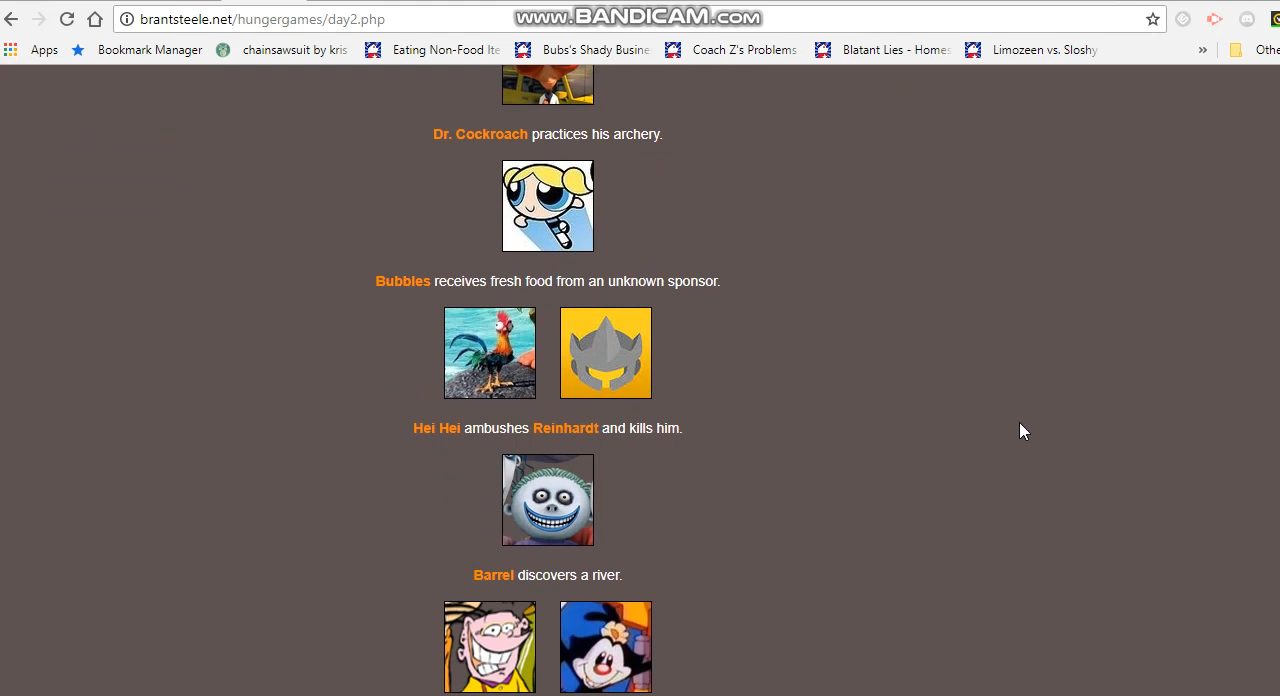 brantsteele.net/hungergames/day2.php
www.BANDICAM.com
Apps Bookmark Manager chainsawsuit by kris Eating Non-Food Ite Bubs's Shady Busine Coach Z's Problems Blatant Lies - Homes Limozeen vs. Sloshy » Othe
Dr. Cockroach practices his archery.
Bubbles receives fresh food from an unknown sponsor.
Hei Hei ambushes Reinhardt and kills him.
Barrel discovers a river.